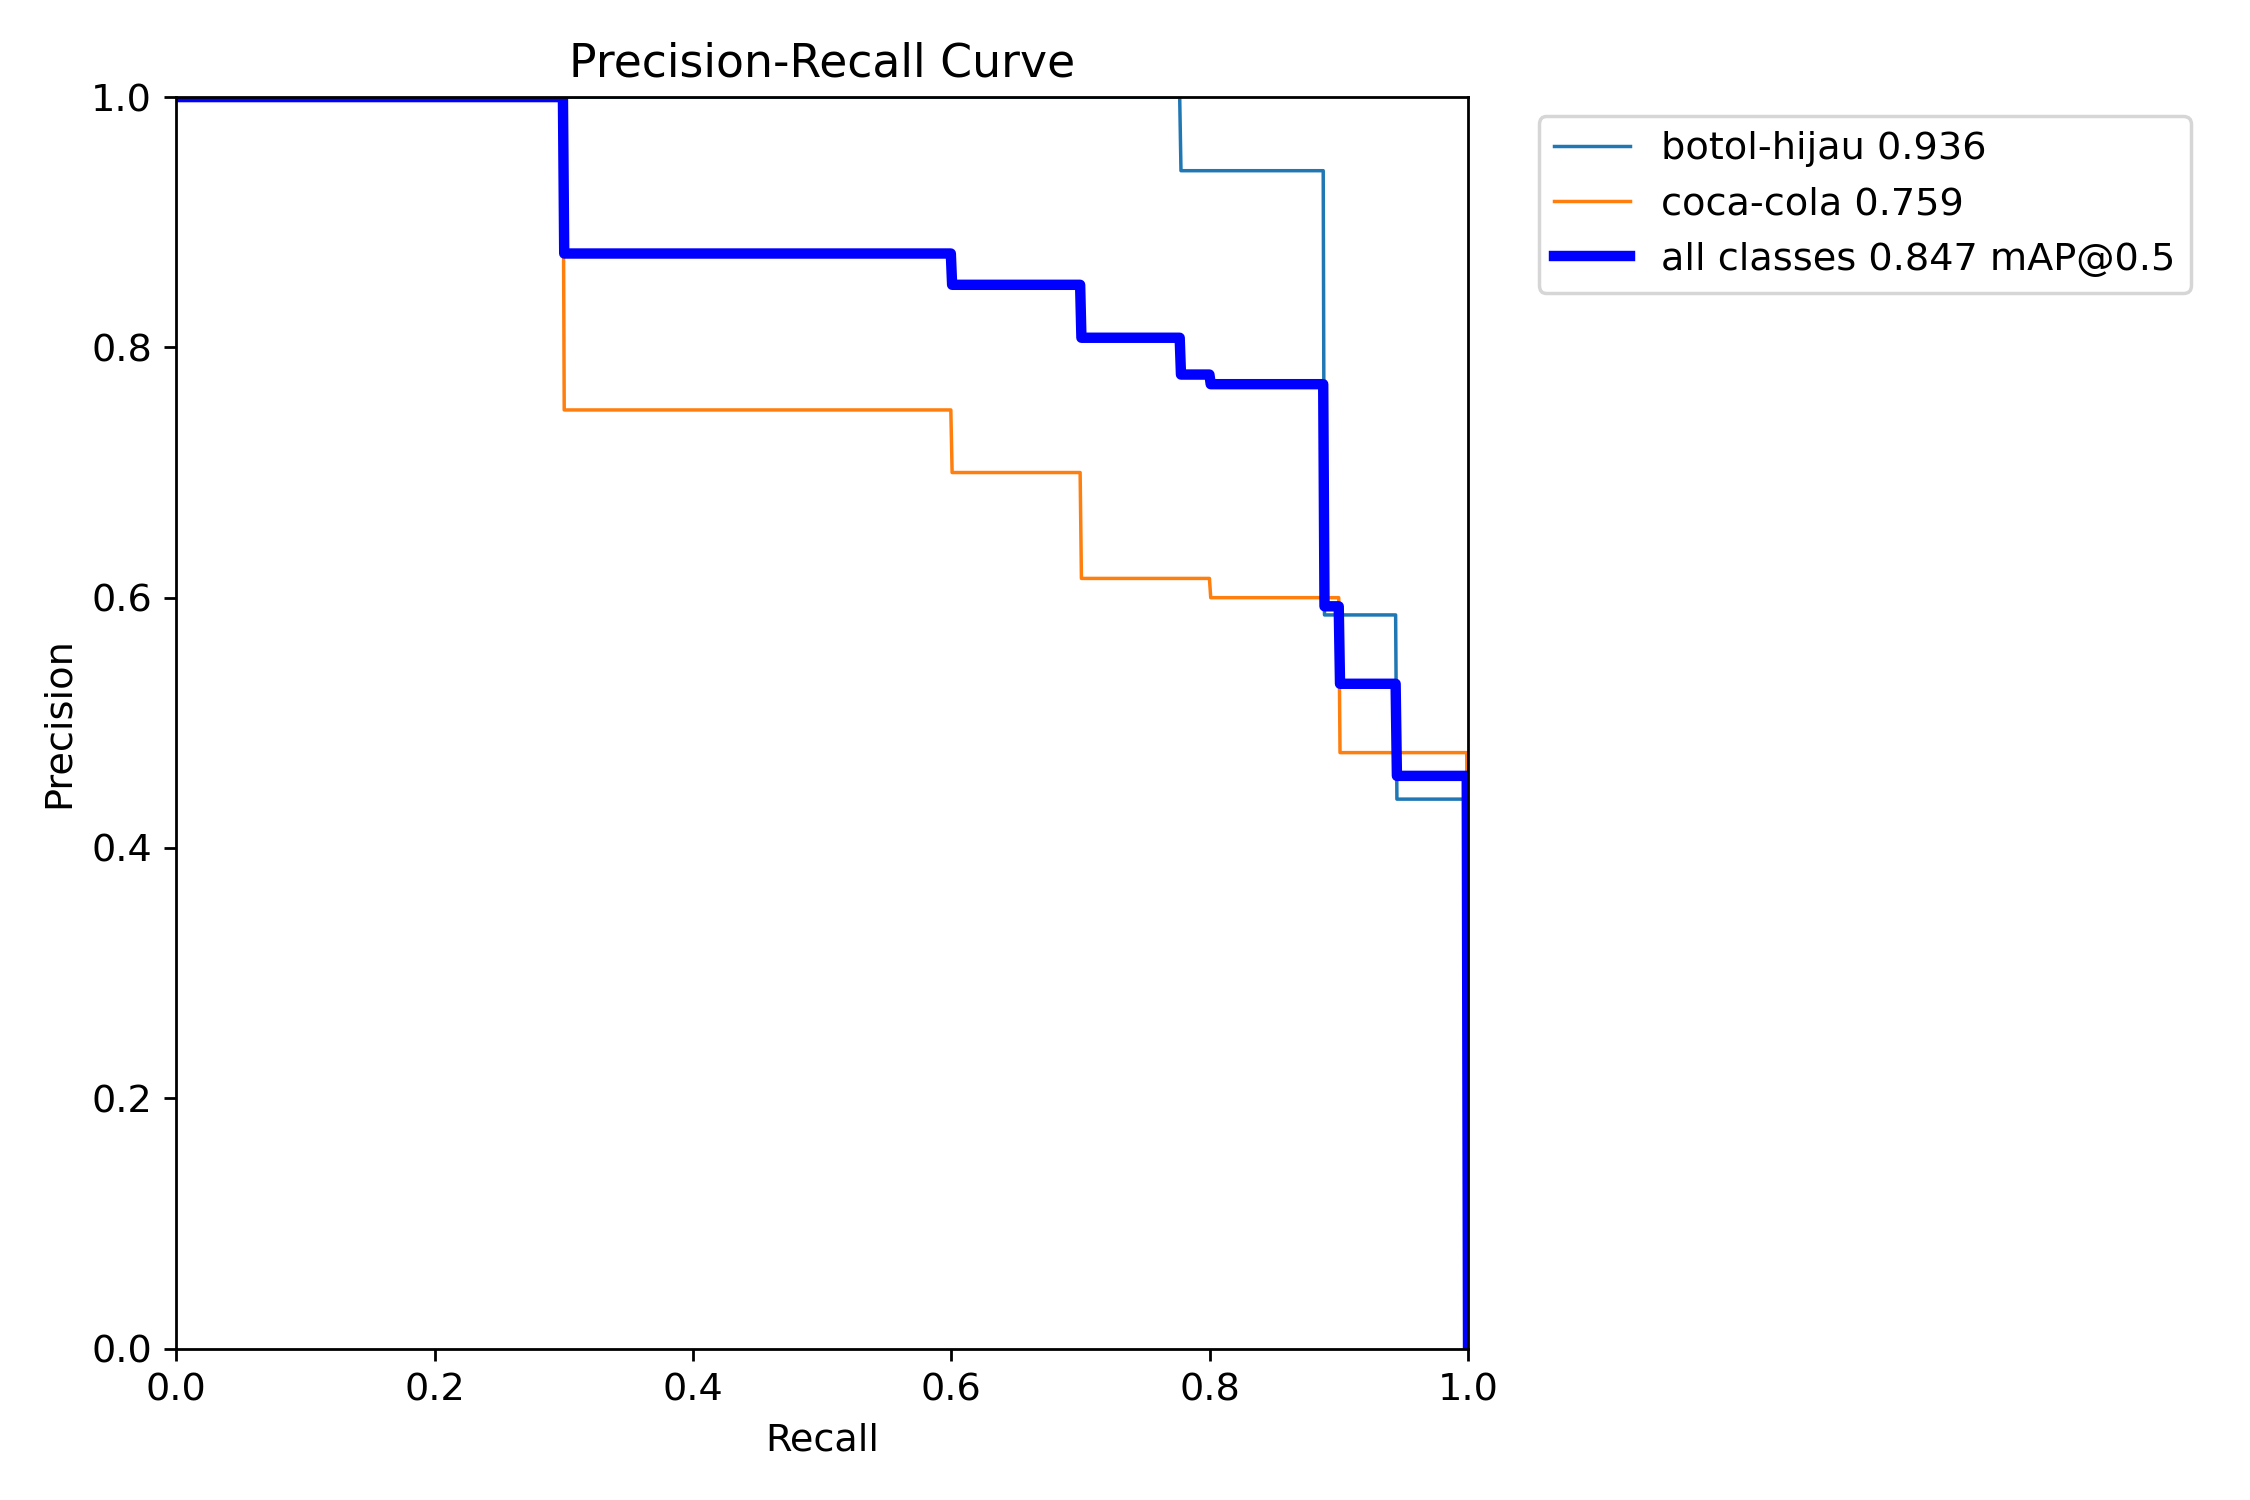 Precision-Recall Curve
1.0
0.8
0.6
0.4
0.2
0.0
Precision
0.0 0.2 0.4 0.6 0.8 1.0
Recall
botol-hijau 0.936
coca-cola 0.759
all classes 0.847 mAP@0.5